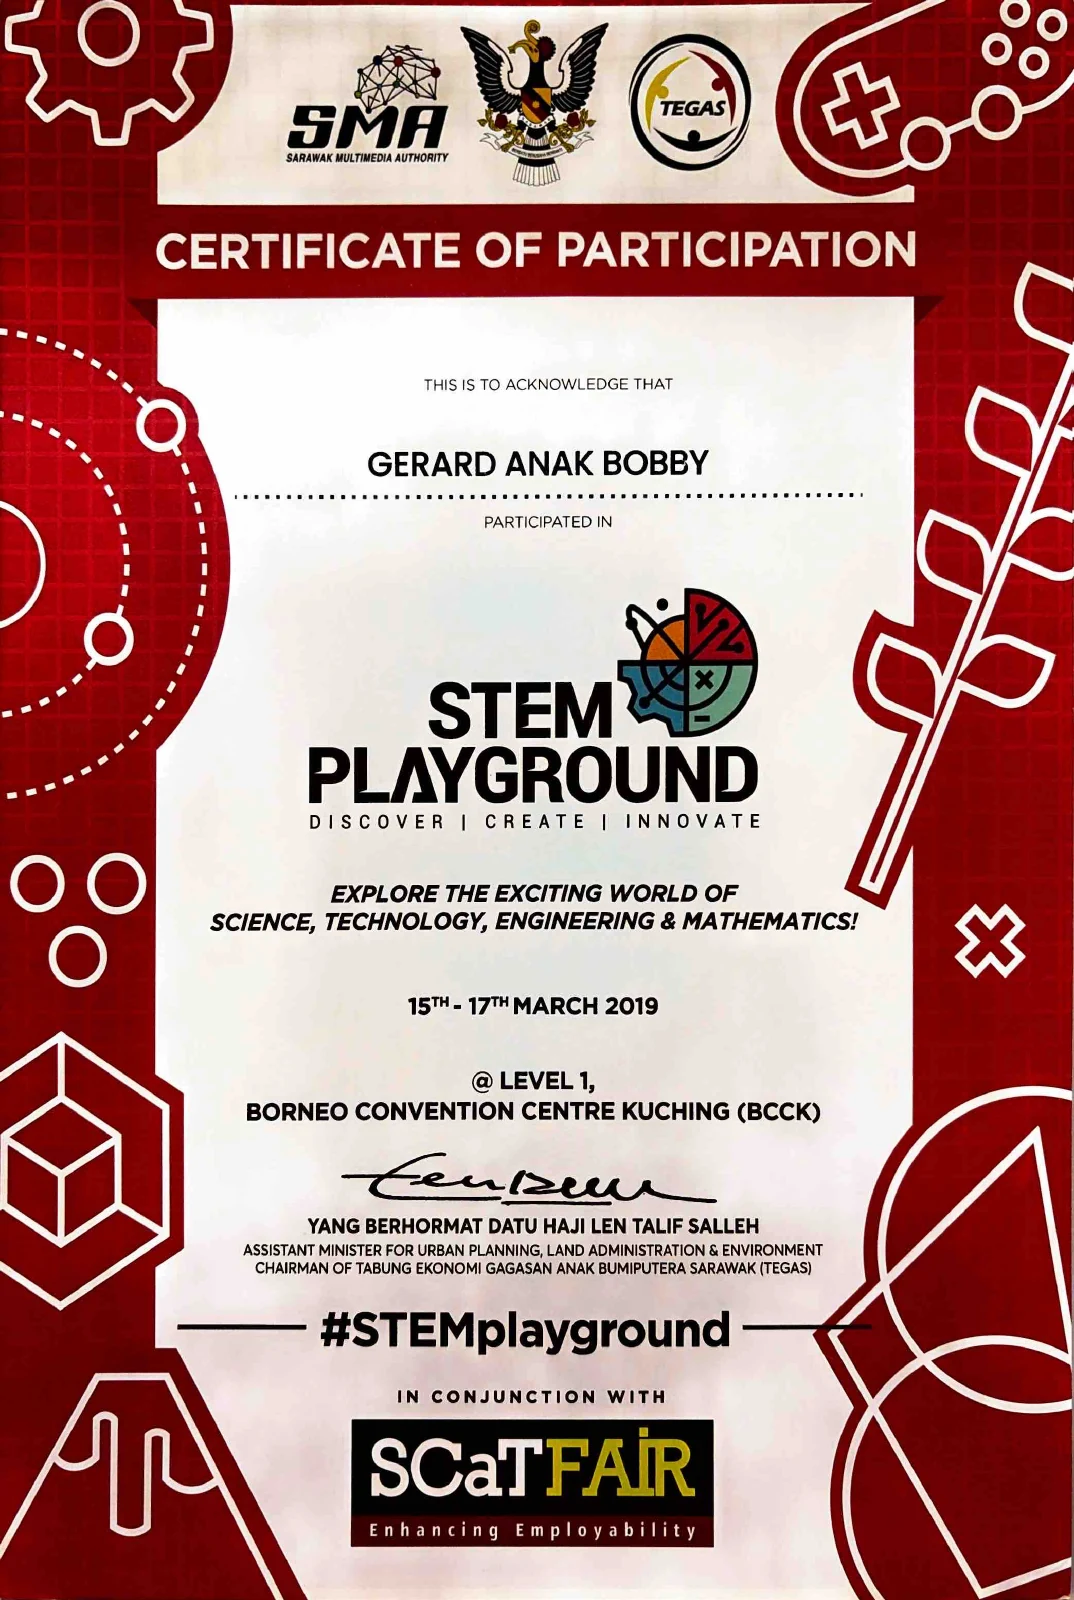 SMA
SARAWAK MULTIMEDIA AUTHORITY
TEGAS
CERTIFICATE OF PARTICIPATION
THIS IS TO ACKNOWLEDGE THAT
GERARD ANAK BOBBY
PARTICIPATED IN
STEM
PLAYGROUND
DISCOVER | CREATE | INNOVATE
EXPLORE THE EXCITING WORLD OF
SCIENCE, TECHNOLOGY, ENGINEERING & MATHEMATICS!
15TH - 17TH MARCH 2019
@ LEVEL 1,
BORNEO CONVENTION CENTRE KUCHING (BCCK)
YANG BERHORMAT DATU HAJI LEN TALIF SALLEH
ASSISTANT MINISTER FOR URBAN PLANNING, LAND ADMINISTRATION & ENVIRONMENT
CHAIRMAN OF TABUNG EKONOMI GAGASAN ANAK BUMIPUTERA SARAWAK (TEGAS)
#STEMplayground
IN CONJUNCTION WITH
SCaTFAiR
Enhancing Employability